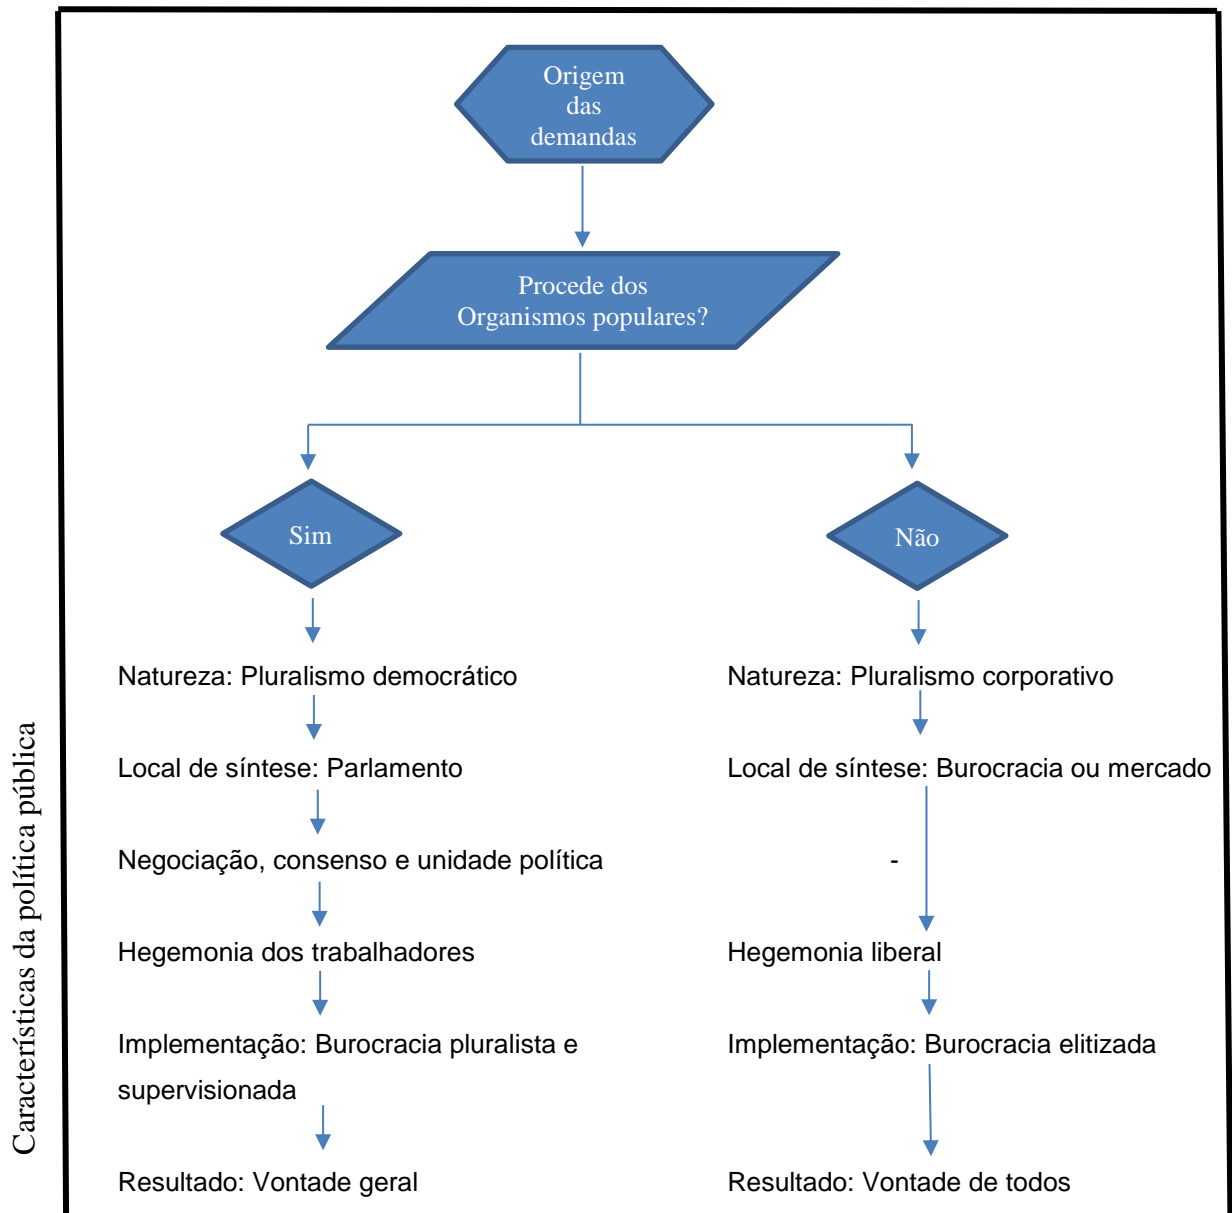 Origem
das
demandas
Procede dos
Organismos populares?
Sim
Não
Natureza: Pluralismo democrático
Natureza: Pluralismo corporativo
Local de síntese: Parlamento
Local de síntese: Burocracia ou mercado
Negociação, consenso e unidade política
-
Hegemonia dos trabalhadores
Hegemonia liberal
Implementação: Burocracia pluralista e
supervisionada
Implementação: Burocracia elitizada
Resultado: Vontade geral
Resultado: Vontade de todos
Características da política pública